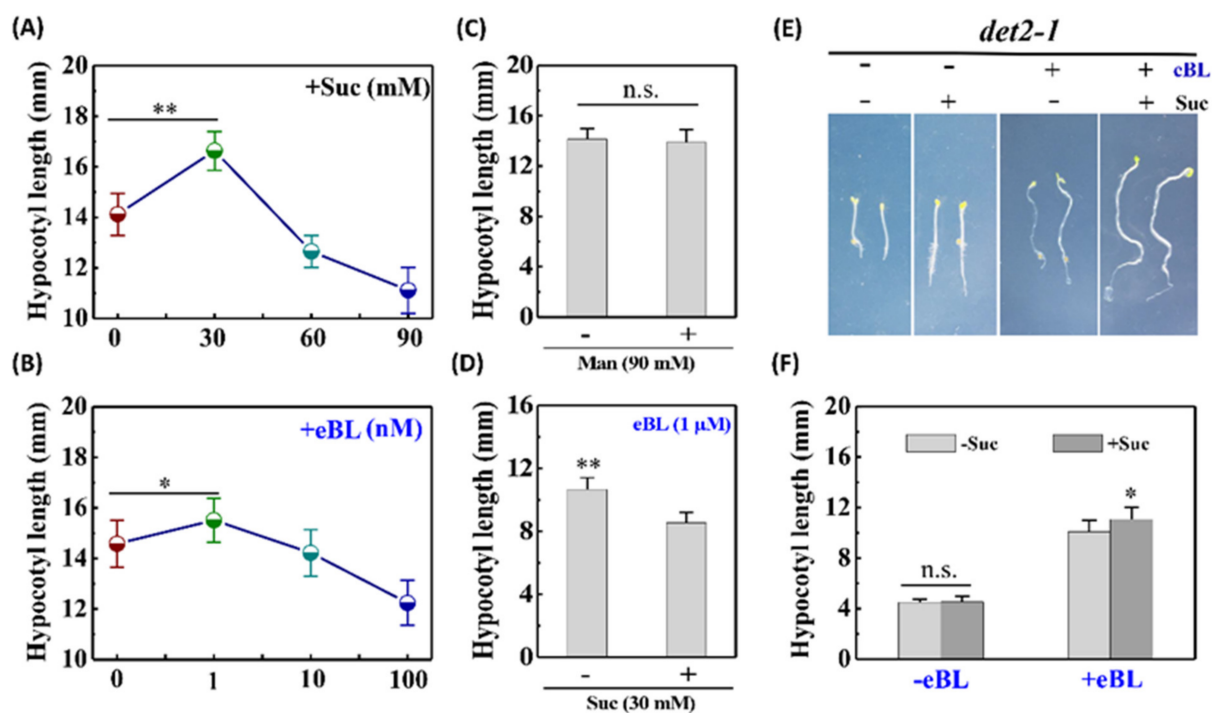 (A)
+Suc (mM)
**
Hypocotyl length (mm)
20
18
16
14
12
10
0 30 60 90
(B)
+eBL (nM)
*
Hypocotyl length (mm)
20
18
16
14
12
10
0 1 10 100
(C)
n.s.
Hypocotyl length (mm)
20
16
12
8
4
0
- +
Man (90 mM)
(D)
eBL (1 μM)
**
Hypocotyl length (mm)
16
12
8
4
0
- +
Suc (30 mM)
(E)
det2-1
- - + + eBL
- + - + Suc
(F)
-Suc +Suc
*
n.s.
Hypocotyl length (mm)
20
16
12
8
4
0
-eBL +eBL